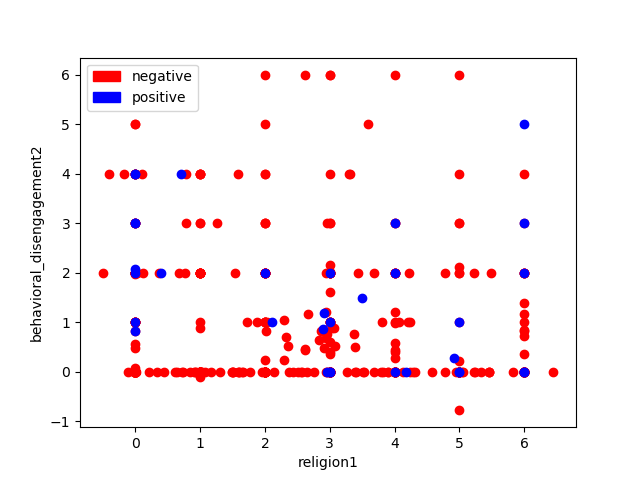 negative
positive
6
5
4
3
2
1
0
−1
behavioral_disengagement2
0 1 2 3 4 5 6
religion1